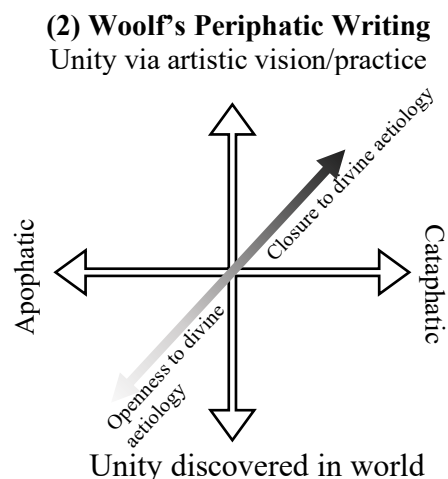 (2) Woolf's Periphatic Writing
Unity via artistic vision/practice
Closure to divine aetiology
Apophatic
Cataphatic
Openness to divine
aetiology
Unity discovered in world